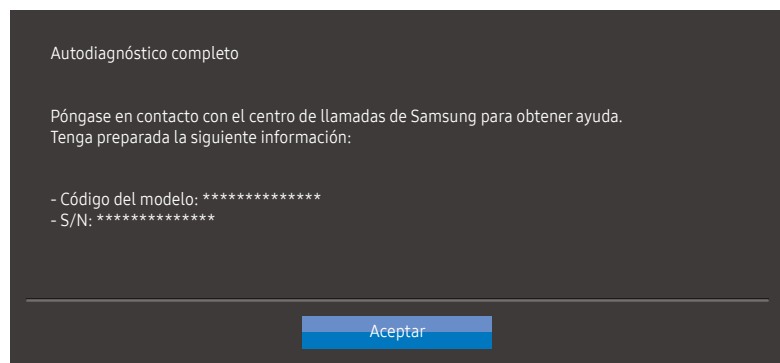 Autodiagnóstico completo
Póngase en contacto con el centro de llamadas de Samsung para obtener ayuda.
Tenga preparada la siguiente información:
- Código del modelo: **************
- S/N: **************
Aceptar